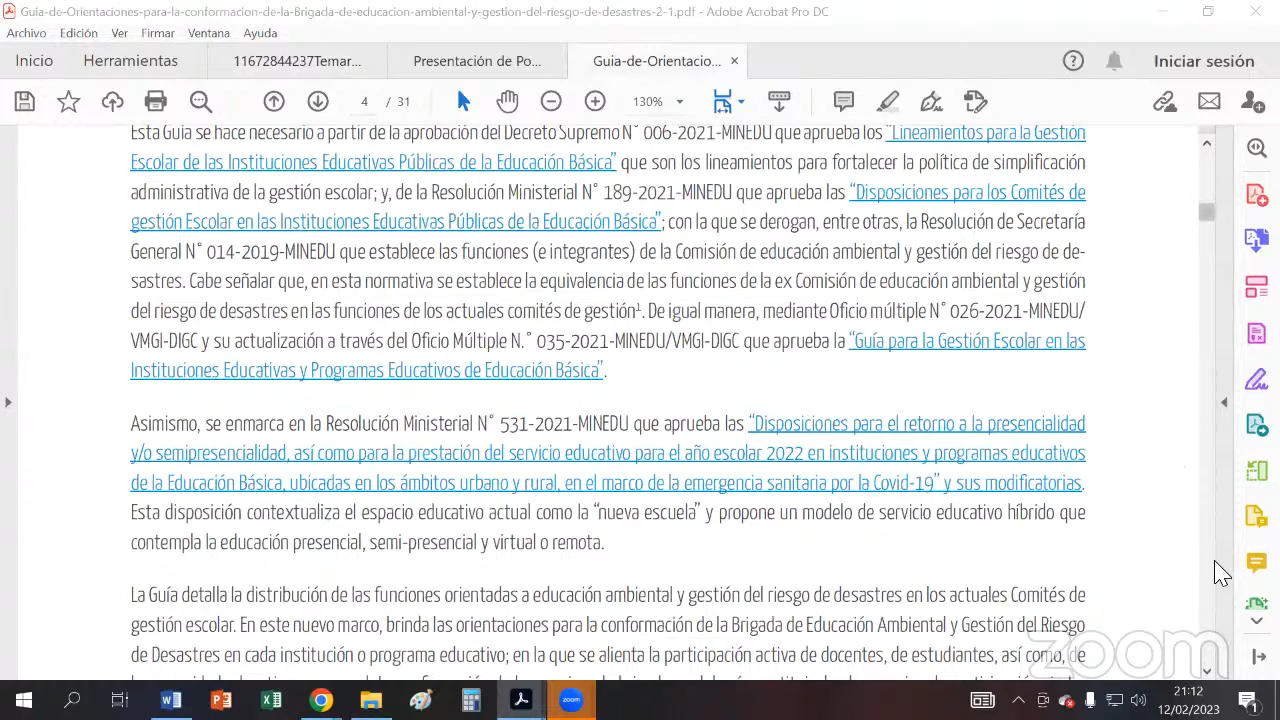 Guia-de-Orientaciones-para-la-conformacion-de-la-Brigada-de-educacion-ambiental-y-gestion-del-riesgo-de-desastres-2-1.pdf - Adobe Acrobat Pro DC
Archivo Edición Ver Firmar Ventana Ayuda
Inicio Herramientas 11672844237Temar... Presentación de Po... Guia-de-Orientacio... × Iniciar sesión
4 / 31 130%
Esta Guía se hace necesario a partir de la aprobación del Decreto Supremo N° 006-2021-MINEDU que aprueba los “Lineamientos para la Gestión
Escolar de las Instituciones Educativas Públicas de la Educación Básica” que son los lineamientos para fortalecer la política de simplificación
administrativa de la gestión escolar; y, de la Resolución Ministerial N° 189-2021-MINEDU que aprueba las “Disposiciones para los Comités de
gestión Escolar en las Instituciones Educativas Públicas de la Educación Básica”; con la que se derogan, entre otras, la Resolución de Secretaría
General N° 014-2019-MINEDU que establece las funciones (e integrantes) de la Comisión de educación ambiental y gestión del riesgo de de-
sastres. Cabe señalar que, en esta normativa se establece la equivalencia de las funciones de la ex Comisión de educación ambiental y gestión
del riesgo de desastres en las funciones de los actuales comités de gestión¹. De igual manera, mediante Oficio múltiple N° 026-2021-MINEDU/
VMGI-DIGC y su actualización a través del Oficio Múltiple N.° 035-2021-MINEDU/VMGI-DIGC que aprueba la “Guía para la Gestión Escolar en las
Instituciones Educativas y Programas Educativos de Educación Básica”.
Asimismo, se enmarca en la Resolución Ministerial N° 531-2021-MINEDU que aprueba las “Disposiciones para el retorno a la presencialidad
y/o semipresencialidad, así como para la prestación del servicio educativo para el año escolar 2022 en instituciones y programas educativos
de la Educación Básica, ubicadas en los ámbitos urbano y rural, en el marco de la emergencia sanitaria por la Covid-19” y sus modificatorias.
Esta disposición contextualiza el espacio educativo actual como la “nueva escuela” y propone un modelo de servicio educativo híbrido que
contempla la educación presencial, semi-presencial y virtual o remota.
La Guía detalla la distribución de las funciones orientadas a educación ambiental y gestión del riesgo de desastres en los actuales Comités de
gestión escolar. En este nuevo marco, brinda las orientaciones para la conformación de la Brigada de Educación Ambiental y Gestión del Riesgo
de Desastres en cada institución o programa educativo; en la que se alienta la participación activa de docentes, de estudiantes, así como, de
zoom
zoom
21:12
12/02/2023
1